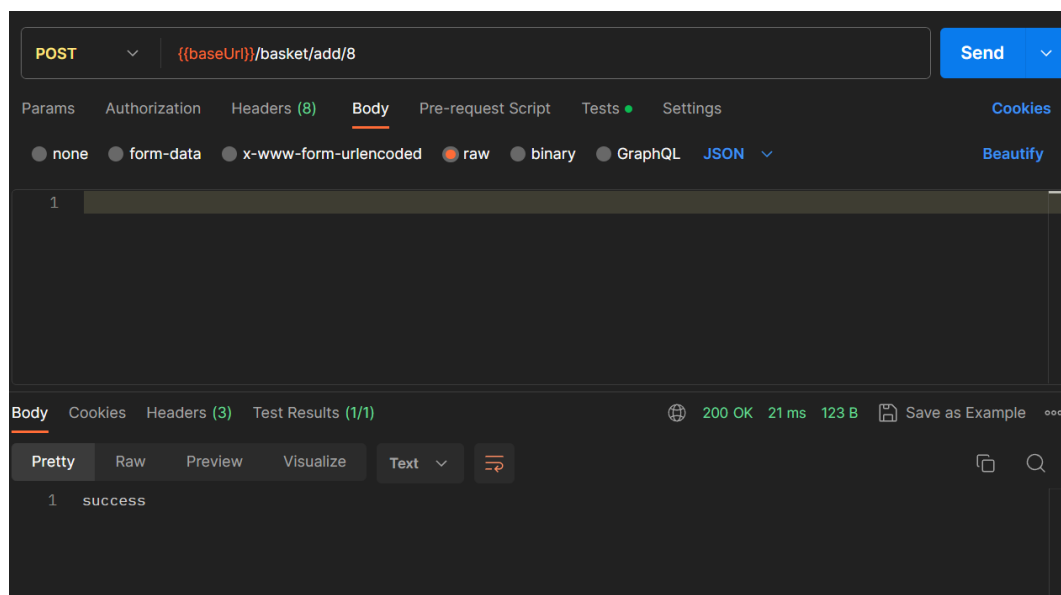 POST {{baseUrl}}/basket/add/8 Send
Params Authorization Headers (8) Body Pre-request Script Tests Settings Cookies
none form-data x-www-form-urlencoded raw binary GraphQL JSON Beautify
1
Body Cookies Headers (3) Test Results (1/1) 200 OK 21 ms 123 B Save as Example
Pretty Raw Preview Visualize Text
1 success